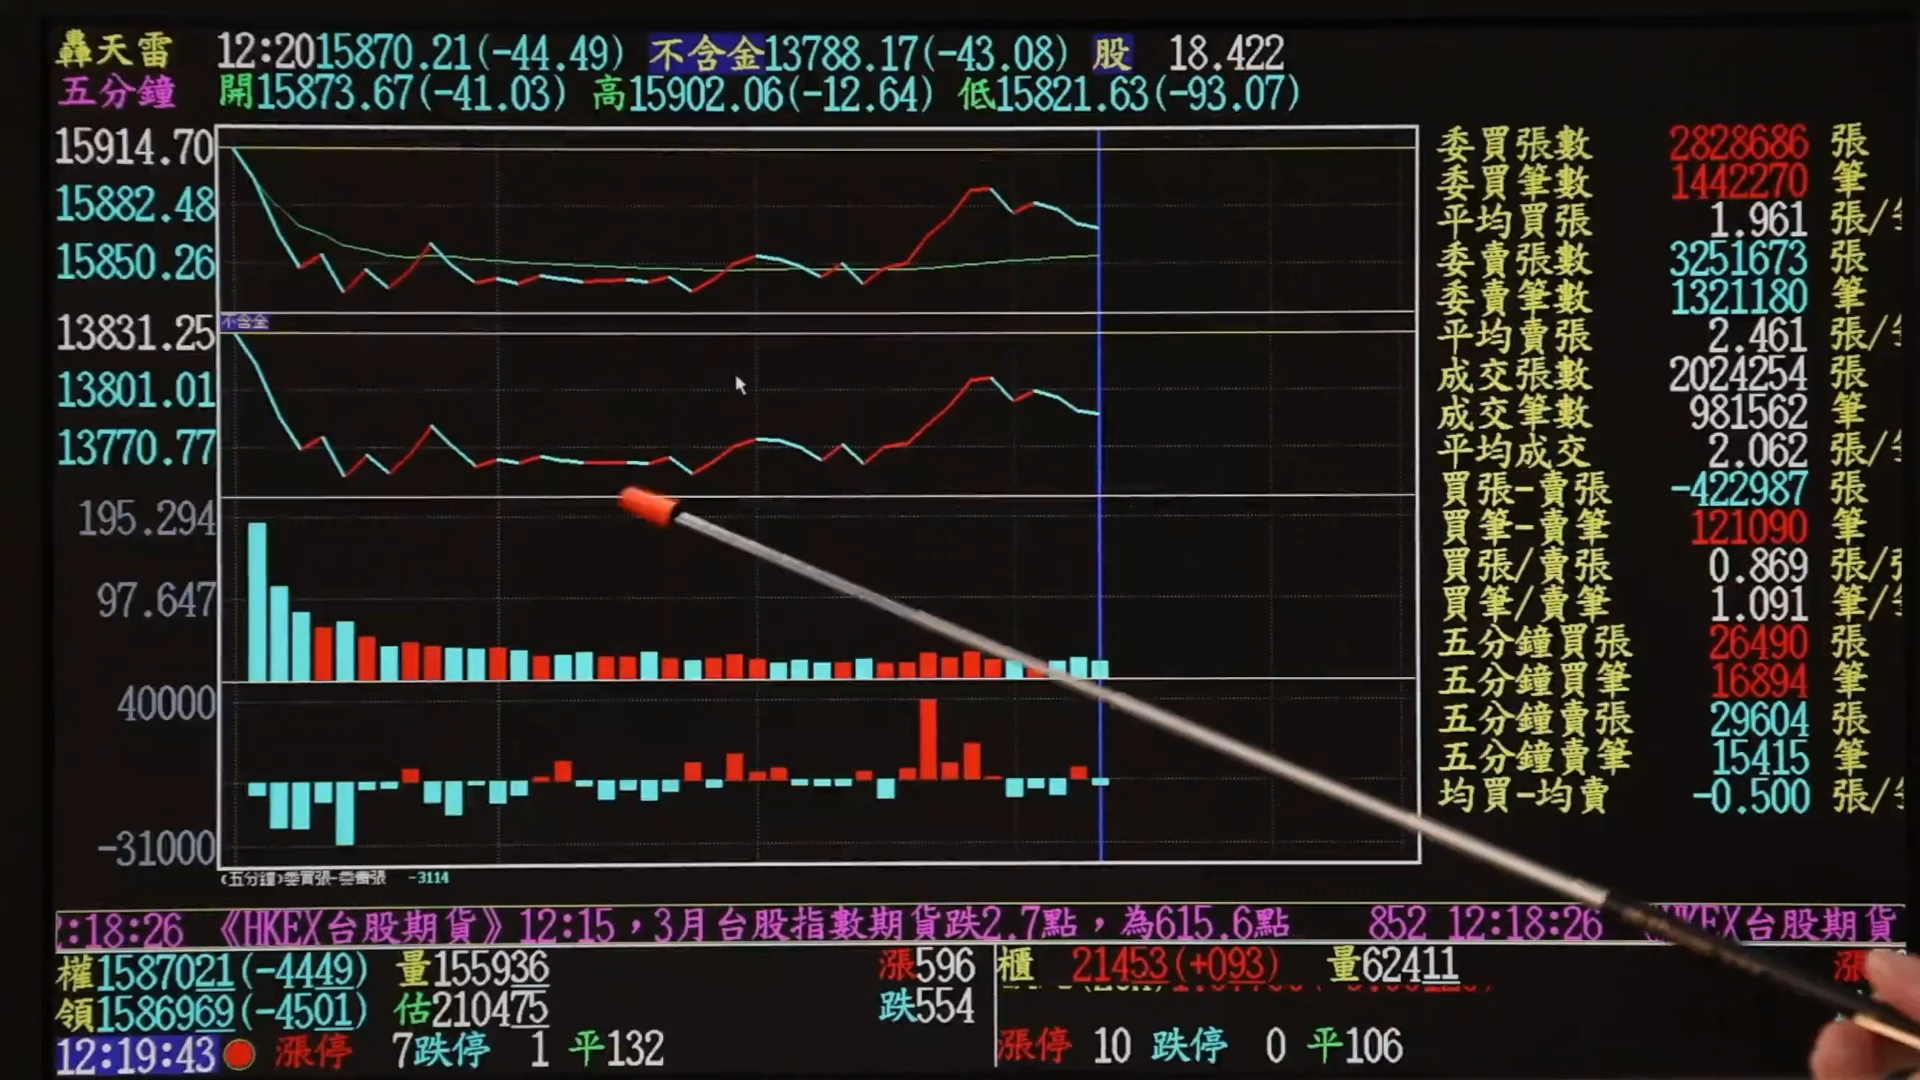 轟天雷 12:20 15870.21(-44.49) 不含金13788.17(-43.08) 股 18.422
五分鐘 開15873.67(-41.03) 高15902.06(-12.64) 低15821.63(-93.07)
15914.70
15882.48
15850.26
不含金
13831.25
13801.01
13770.77
195.294
97.647
40000
-31000
(五分鐘)委買張-委賣張 -3114
委買張數 2828686 張
委買筆數 1442270 筆
平均買張 1.961 張/
委賣張數 3251673 張
委賣筆數 1321180 筆
平均賣張 2.461 張/
成交張數 2024254 張
成交筆數 981562 筆
平均成交 2.062 張/
買張-賣張 -422987 張
買筆-賣筆 121090 筆
買張/賣張 0.869 張/
買筆/賣筆 1.091 筆/
五分鐘買張 26490 張
五分鐘買筆 16894 筆
五分鐘賣張 29604 張
五分鐘賣筆 15415 筆
均買-均賣 -0.500 張/
:18:26 《HKEX台股期貨》12:15，3月台股指數期貨跌2.7點，為615.6點 852 12:18:26 HKEX台股期貨
權1587021(-4449) 量155936 漲596 櫃 21453(+093) 量62411 漲
領1586969(-4501) 估210475 跌554
12:19:43 漲停 7跌停 1 平132 漲停 10 跌停 0 平106